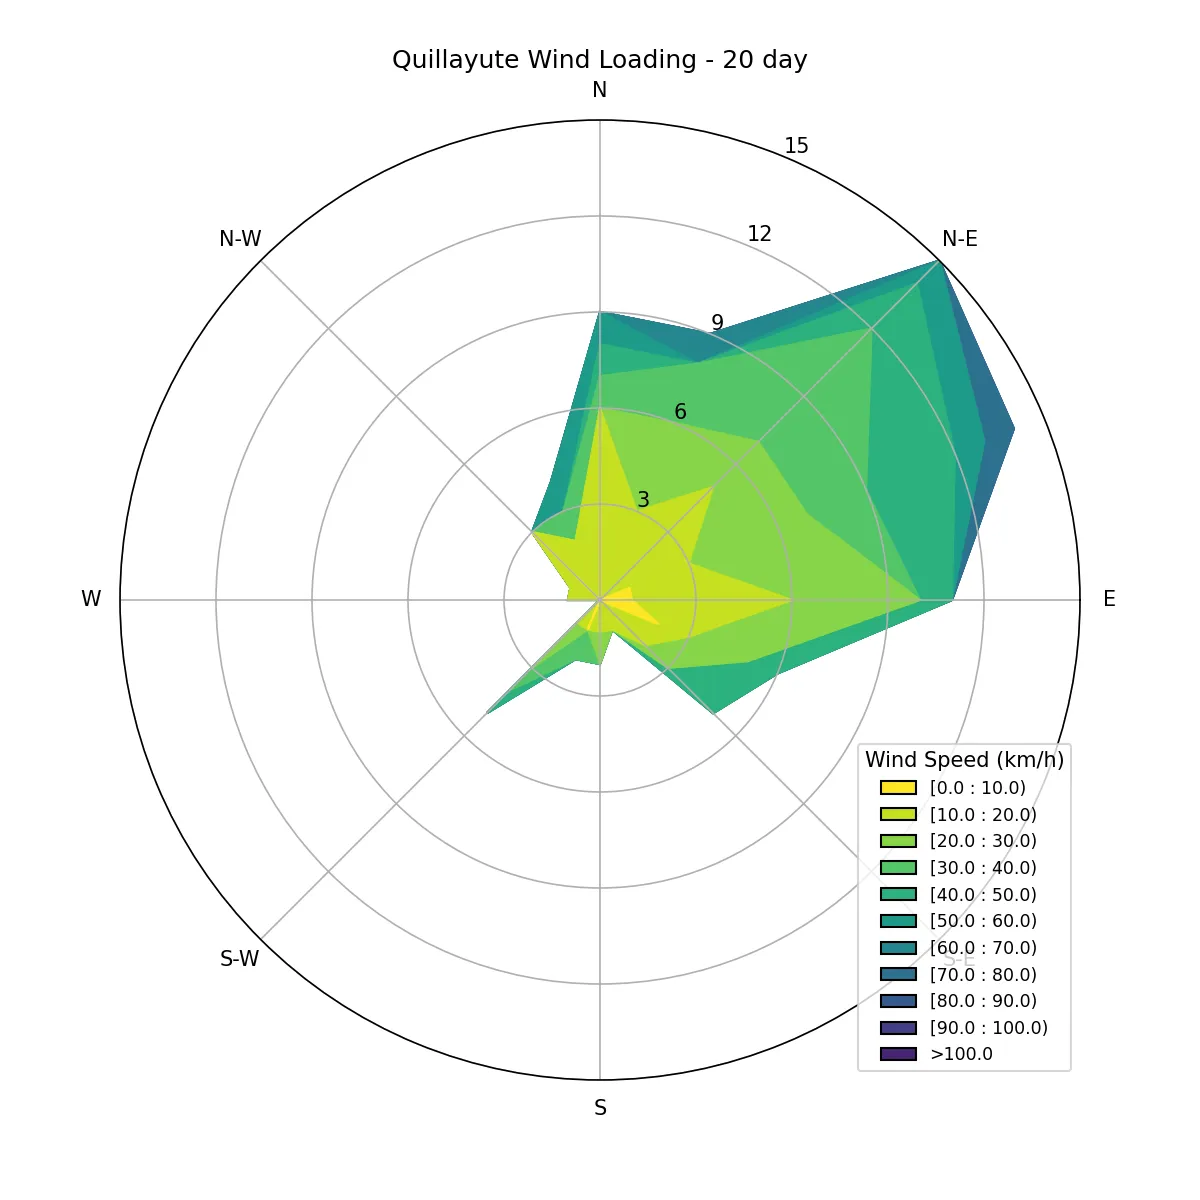 Quillayute Wind Loading - 20 day
N
15
12
N-W
N-E
9
6
3
W
E
Wind Speed (km/h)
[0.0 : 10.0)
[10.0 : 20.0)
[20.0 : 30.0)
[30.0 : 40.0)
[40.0 : 50.0)
[50.0 : 60.0)
[60.0 : 70.0)
S-W
S-E
[70.0 : 80.0)
[80.0 : 90.0)
[90.0 : 100.0)
>100.0
S